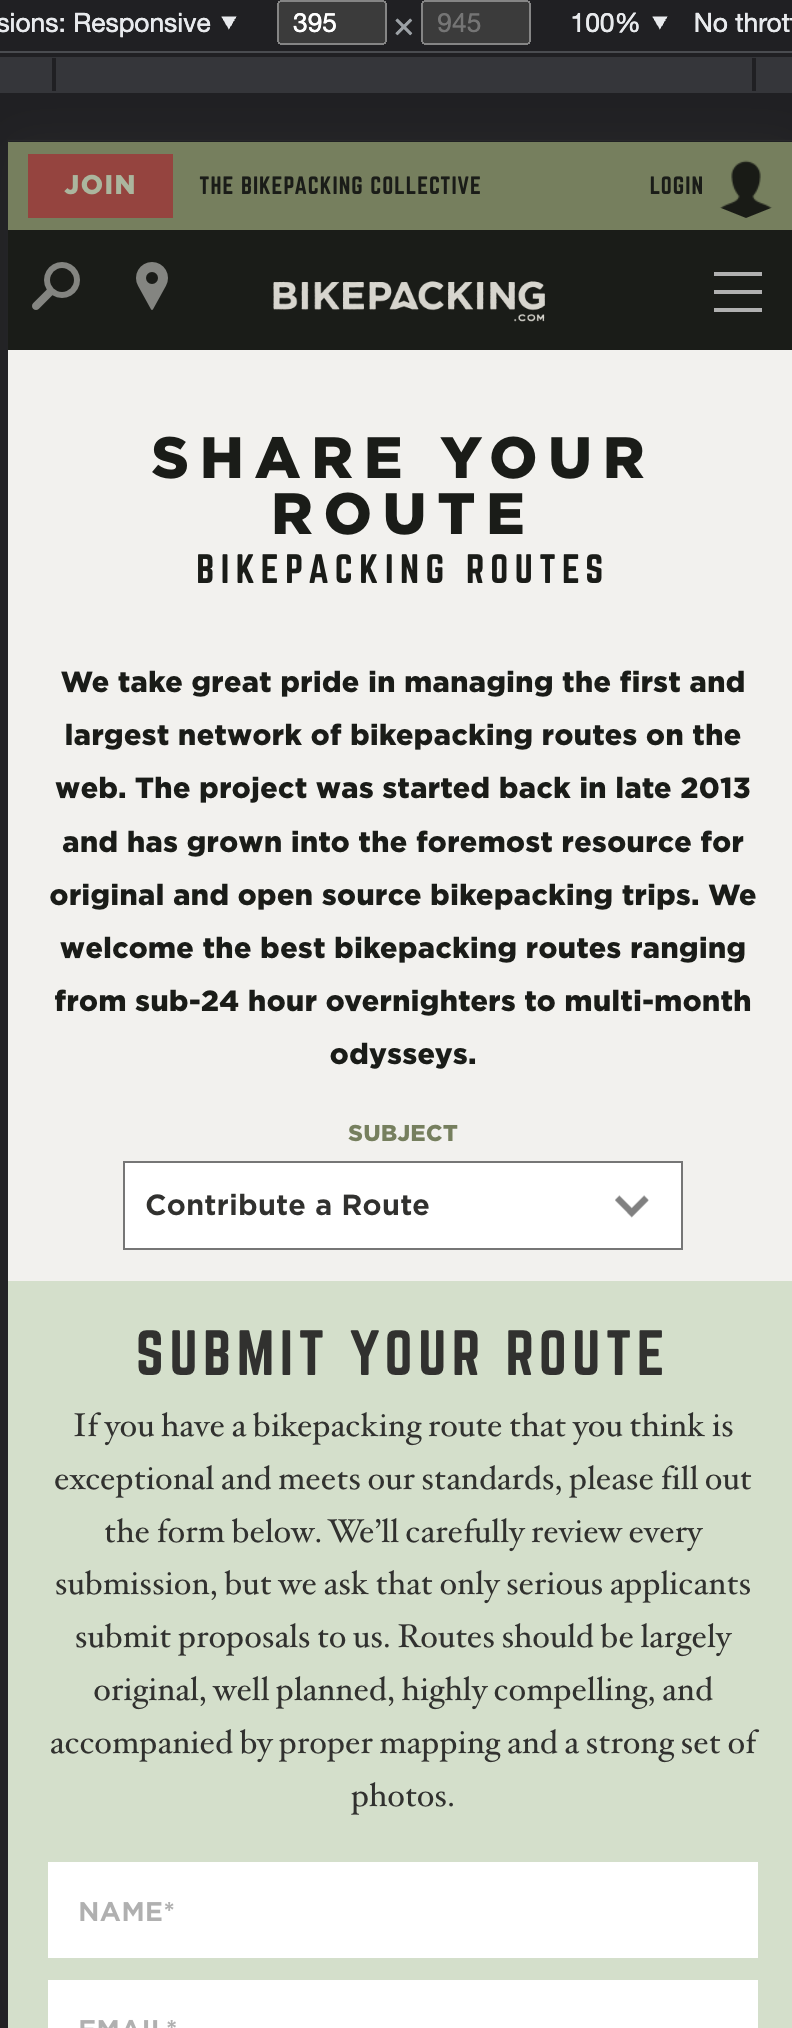 sions: Responsive ▼ 395 × 945 100% ▼ No thrott
JOIN THE BIKEPACKING COLLECTIVE LOGIN
BIKEPACKING
.COM
SHARE YOUR
ROUTE
BIKEPACKING ROUTES
We take great pride in managing the first and
largest network of bikepacking routes on the
web. The project was started back in late 2013
and has grown into the foremost resource for
original and open source bikepacking trips. We
welcome the best bikepacking routes ranging
from sub-24 hour overnighters to multi-month
odysseys.
SUBJECT
Contribute a Route
SUBMIT YOUR ROUTE
If you have a bikepacking route that you think is
exceptional and meets our standards, please fill out
the form below. We’ll carefully review every
submission, but we ask that only serious applicants
submit proposals to us. Routes should be largely
original, well planned, highly compelling, and
accompanied by proper mapping and a strong set of
photos.
NAME*
EMAIL*